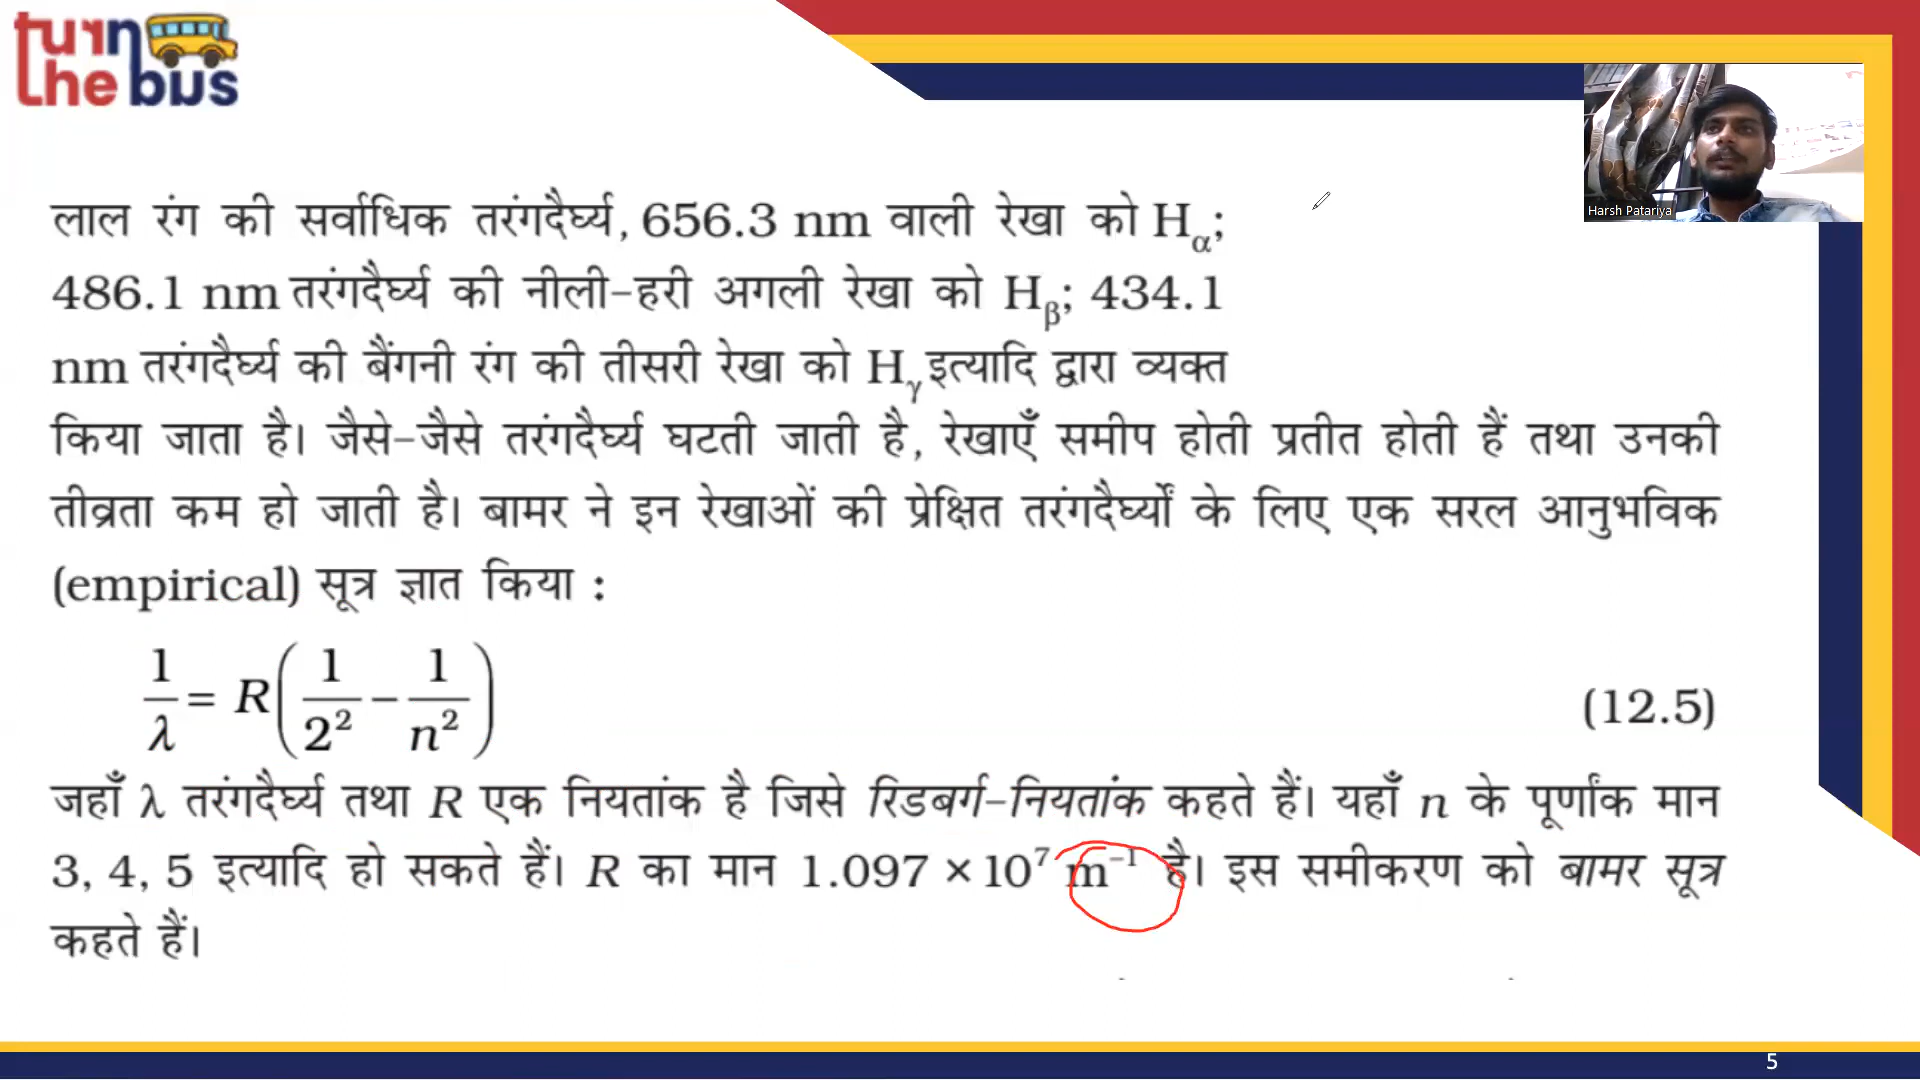 turn
the bus
Harsh Patariya
लाल रंग की सर्वाधिक तरंगदैर्घ्य, 656.3 nm वाली रेखा को Hα;
486.1 nm तरंगदैर्घ्य की नीली-हरी अगली रेखा को Hβ; 434.1
nm तरंगदैर्घ्य की बैंगनी रंग की तीसरी रेखा को Hγ इत्यादि द्वारा व्यक्त
किया जाता है। जैसे-जैसे तरंगदैर्घ्य घटती जाती है, रेखाएँ समीप होती प्रतीत होती हैं तथा उनकी
तीव्रता कम हो जाती है। बामर ने इन रेखाओं की प्रेक्षित तरंगदैर्घ्यों के लिए एक सरल आनुभविक
(empirical) सूत्र ज्ञात किया :
1/λ = R(1/2² − 1/n²) (12.5)
जहाँ λ तरंगदैर्घ्य तथा R एक नियतांक है जिसे रिडबर्ग-नियतांक कहते हैं। यहाँ n के पूर्णांक मान
3, 4, 5 इत्यादि हो सकते हैं। R का मान 1.097 × 10⁷ m⁻¹ है। इस समीकरण को बामर सूत्र
कहते हैं।
5